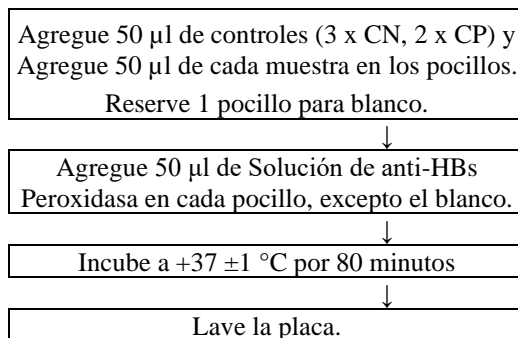 Agregue 50 µl de controles (3 x CN, 2 x CP) y
Agregue 50 µl de cada muestra en los pocillos.
Reserve 1 pocillo para blanco.
↓
Agregue 50 µl de Solución de anti-HBs
Peroxidasa en cada pocillo, excepto el blanco.
↓
Incube a +37 ±1 °C por 80 minutos
↓
Lave la placa.